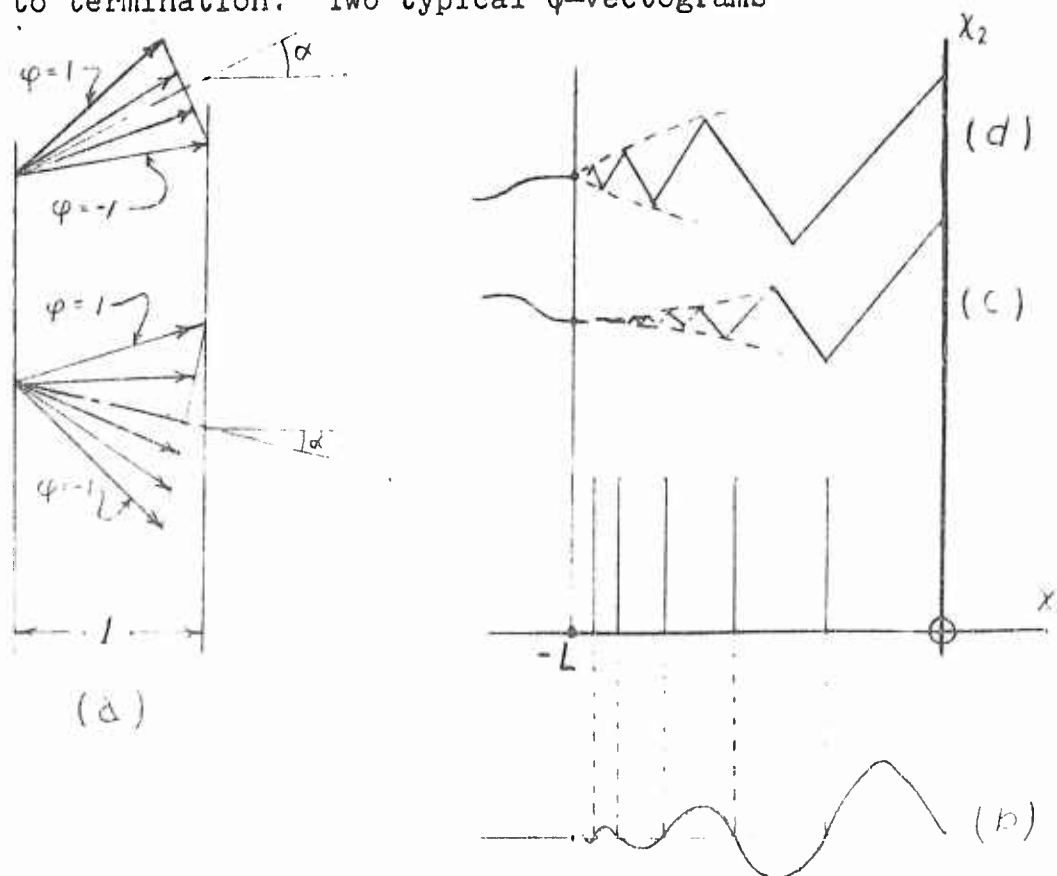 to termination. Two typical φ-vectograms
φ=1
α
φ=-1
φ=1
α
φ=-1
1
(a)
X₂
(d)
(c)
X
-L
(b)